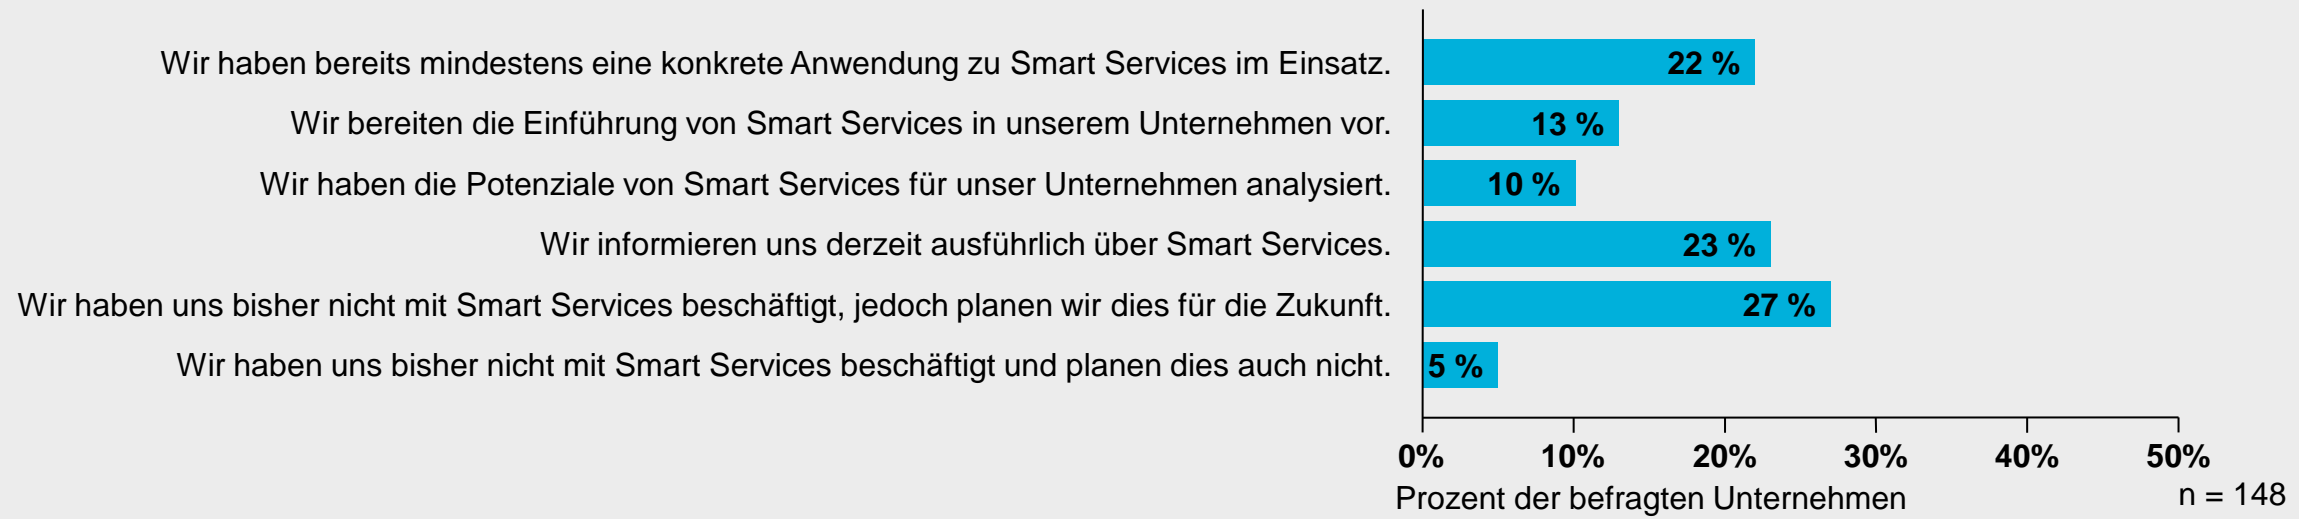 Wir haben bereits mindestens eine konkrete Anwendung zu Smart Services im Einsatz. 22 %
Wir bereiten die Einführung von Smart Services in unserem Unternehmen vor. 13 %
Wir haben die Potenziale von Smart Services für unser Unternehmen analysiert. 10 %
Wir informieren uns derzeit ausführlich über Smart Services. 23 %
Wir haben uns bisher nicht mit Smart Services beschäftigt, jedoch planen wir dies für die Zukunft. 27 %
Wir haben uns bisher nicht mit Smart Services beschäftigt und planen dies auch nicht. 5 %
0% 10% 20% 30% 40% 50%
Prozent der befragten Unternehmen n = 148